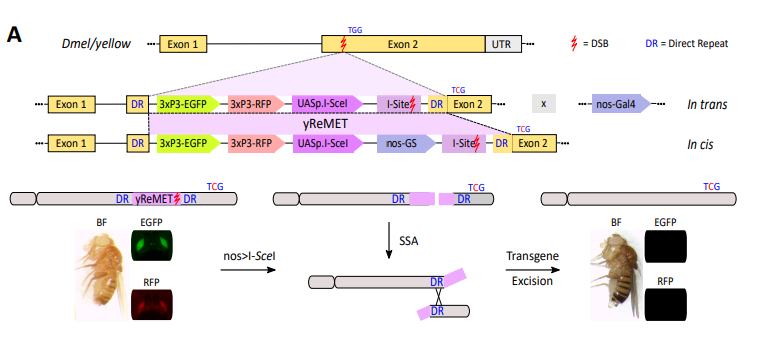 A
TGG
Dmel/yellow
Exon 1
Exon 2
UTR
= DSB
DR = Direct Repeat
TCG
Exon 1
DR
3xP3-EGFP
3xP3-RFP
UASp.I-SceI
I-Site
DR
Exon 2
x
nos-Gal4
In trans
yReMET
TCG
Exon 1
DR
3xP3-EGFP
3xP3-RFP
UASp.I-SceI
nos-GS
I-Site
DR
Exon 2
In cis
TCG
DR yReMET DR
TCG
DR
DR
TCG
BF
EGFP
RFP
nos>I-SceI
SSA
DR
DR
Transgene
Excision
BF
EGFP
RFP